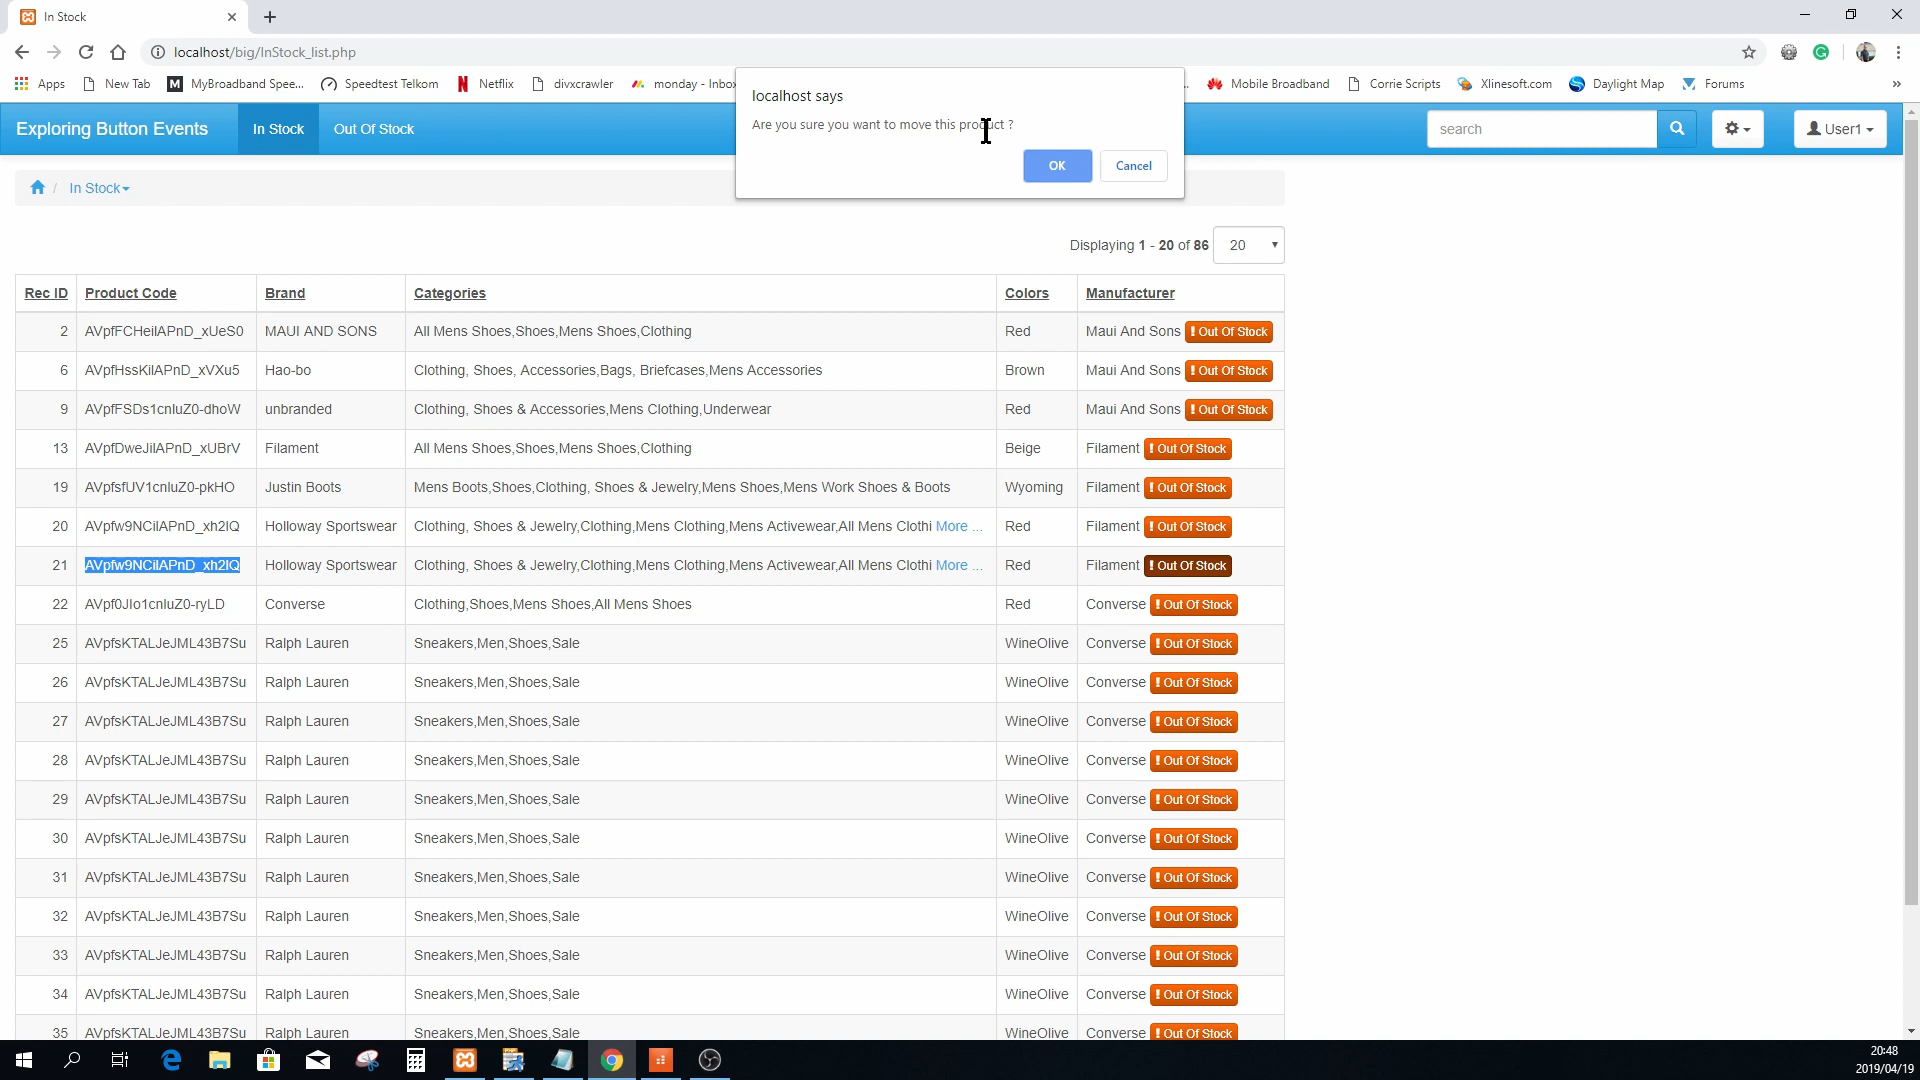 In Stock
localhost/big/InStock_list.php
Apps New Tab MyBroadband Spee... Speedtest Telkom Netflix divxcrawler monday - Inbo Mobile Broadband Corrie Scripts Xlinesoft.com Daylight Map Forums »
localhost says
Are you sure you want to move this product ?
OK Cancel
Exploring Button Events In Stock Out Of Stock search User1
In Stock
Displaying 1 - 20 of 86 20
Rec ID Product Code Brand Categories Colors Manufacturer
2 AVpfFCHeilAPnD_xUeS0 MAUI AND SONS All Mens Shoes,Shoes,Mens Shoes,Clothing Red Maui And Sons ! Out Of Stock
6 AVpfHssKilAPnD_xVXu5 Hao-bo Clothing, Shoes, Accessories,Bags, Briefcases,Mens Accessories Brown Maui And Sons ! Out Of Stock
9 AVpfFSDs1cnluZ0-dhoW unbranded Clothing, Shoes & Accessories,Mens Clothing,Underwear Red Maui And Sons ! Out Of Stock
13 AVpfDweJilAPnD_xUBrV Filament All Mens Shoes,Shoes,Mens Shoes,Clothing Beige Filament ! Out Of Stock
19 AVpfsfUV1cnluZ0-pkHO Justin Boots Mens Boots,Shoes,Clothing, Shoes & Jewelry,Mens Shoes,Mens Work Shoes & Boots Wyoming Filament ! Out Of Stock
20 AVpfw9NCilAPnD_xh2IQ Holloway Sportswear Clothing, Shoes & Jewelry,Clothing,Mens Clothing,Mens Activewear,All Mens Clothi More ... Red Filament ! Out Of Stock
21 AVpfw9NCilAPnD_xh2IQ Holloway Sportswear Clothing, Shoes & Jewelry,Clothing,Mens Clothing,Mens Activewear,All Mens Clothi More ... Red Filament ! Out Of Stock
22 AVpf0JIo1cnluZ0-ryLD Converse Clothing,Shoes,Mens Shoes,All Mens Shoes Red Converse ! Out Of Stock
25 AVpfsKTALJeJML43B7Su Ralph Lauren Sneakers,Men,Shoes,Sale WineOlive Converse ! Out Of Stock
26 AVpfsKTALJeJML43B7Su Ralph Lauren Sneakers,Men,Shoes,Sale WineOlive Converse ! Out Of Stock
27 AVpfsKTALJeJML43B7Su Ralph Lauren Sneakers,Men,Shoes,Sale WineOlive Converse ! Out Of Stock
28 AVpfsKTALJeJML43B7Su Ralph Lauren Sneakers,Men,Shoes,Sale WineOlive Converse ! Out Of Stock
29 AVpfsKTALJeJML43B7Su Ralph Lauren Sneakers,Men,Shoes,Sale WineOlive Converse ! Out Of Stock
30 AVpfsKTALJeJML43B7Su Ralph Lauren Sneakers,Men,Shoes,Sale WineOlive Converse ! Out Of Stock
31 AVpfsKTALJeJML43B7Su Ralph Lauren Sneakers,Men,Shoes,Sale WineOlive Converse ! Out Of Stock
32 AVpfsKTALJeJML43B7Su Ralph Lauren Sneakers,Men,Shoes,Sale WineOlive Converse ! Out Of Stock
33 AVpfsKTALJeJML43B7Su Ralph Lauren Sneakers,Men,Shoes,Sale WineOlive Converse ! Out Of Stock
34 AVpfsKTALJeJML43B7Su Ralph Lauren Sneakers,Men,Shoes,Sale WineOlive Converse ! Out Of Stock
35 AVpfsKTALJeJML43B7Su Ralph Lauren Sneakers,Men,Shoes,Sale WineOlive Converse ! Out Of Stock
20:48
2019/04/19